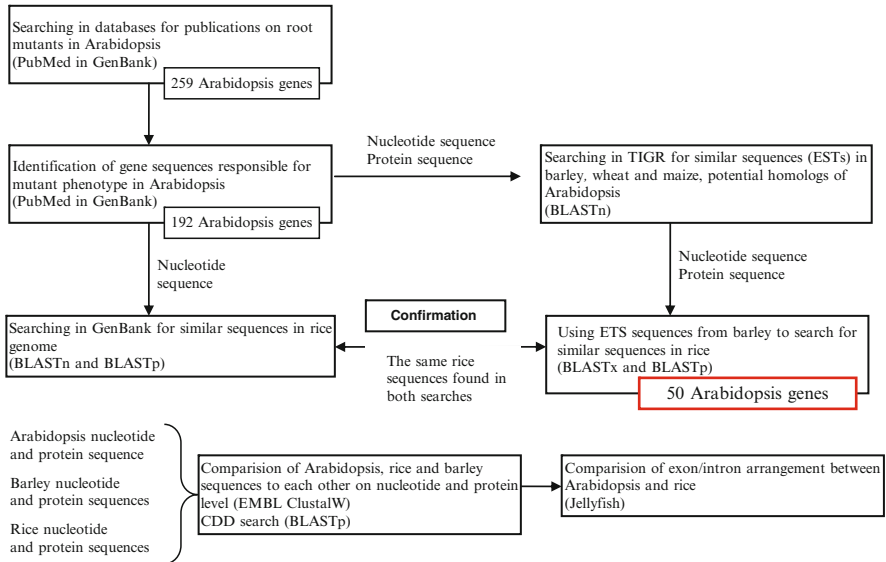 Searching in databases for publications on root
mutants in Arabidopsis
(PubMed in GenBank)
259 Arabidopsis genes
Identification of gene sequences responsible for
mutant phenotype in Arabidopsis
(PubMed in GenBank)
192 Arabidopsis genes
Nucleotide sequence
Protein sequence
Searching in TIGR for similar sequences (ESTs) in
barley, wheat and maize, potential homologs of
Arabidopsis
(BLASTn)
Nucleotide
sequence
Nucleotide sequence
Protein sequence
Searching in GenBank for similar sequences in rice
genome
(BLASTn and BLASTp)
Confirmation
The same rice
sequences found in
both searches
Using ETS sequences from barley to search for
similar sequences in rice
(BLASTx and BLASTp)
50 Arabidopsis genes
Arabidopsis nucleotide
and protein sequence
Barley nucleotide
and protein sequences
Rice nucleotide
and protein sequences
Comparision of Arabidopsis, rice and barley
sequences to each other on nucleotide and protein
level (EMBL ClustalW)
CDD search (BLASTp)
Comparision of exon/intron arrangement between
Arabidopsis and rice
(Jellyfish)